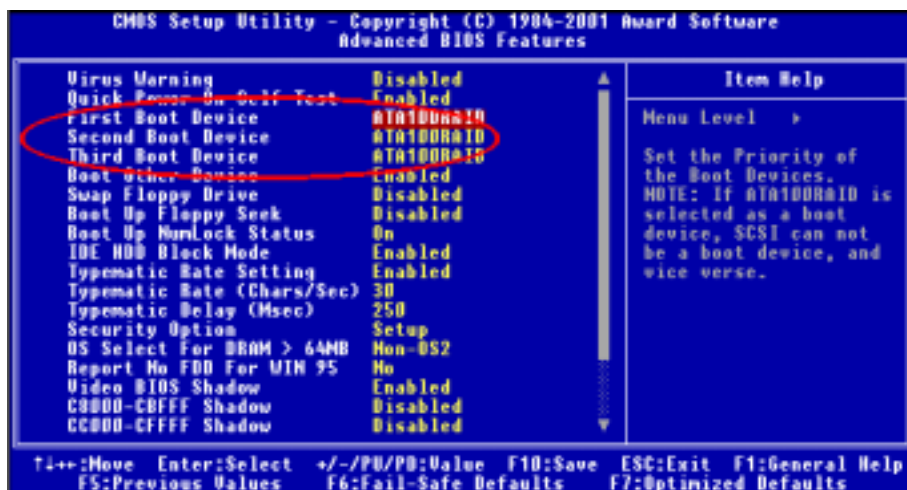 CMOS Setup Utility - Copyright (C) 1984-2001 Award Software
Advanced BIOS Features
Virus Warning Disabled
Quick Power On Self Test Enabled
First Boot Device ATA100RAID
Second Boot Device ATA100RAID
Third Boot Device ATA100RAID
Boot Other Device Enabled
Swap Floppy Drive Disabled
Boot Up Floppy Seek Disabled
Boot Up NumLock Status On
IDE HDD Block Mode Enabled
Typematic Rate Setting Enabled
Typematic Rate (Chars/Sec) 30
Typematic Delay (Msec) 250
Security Option Setup
OS Select For DRAM > 64MB Non-OS2
Report No FDD For WIN 95 No
Video BIOS Shadow Enabled
C8000-CBFFF Shadow Disabled
CC000-CFFFF Shadow Disabled
Item Help
Menu Level ▸
Set the Priority of
the Boot Devices.
NOTE: If ATA100RAID is
selected as a boot
device, SCSI can not
be a boot device, and
vice verse.
↑↓→←:Move Enter:Select +/-/PU/PD:Value F10:Save ESC:Exit F1:General Help
F5:Previous Values F6:Fail-Safe Defaults F7:Optimized Defaults